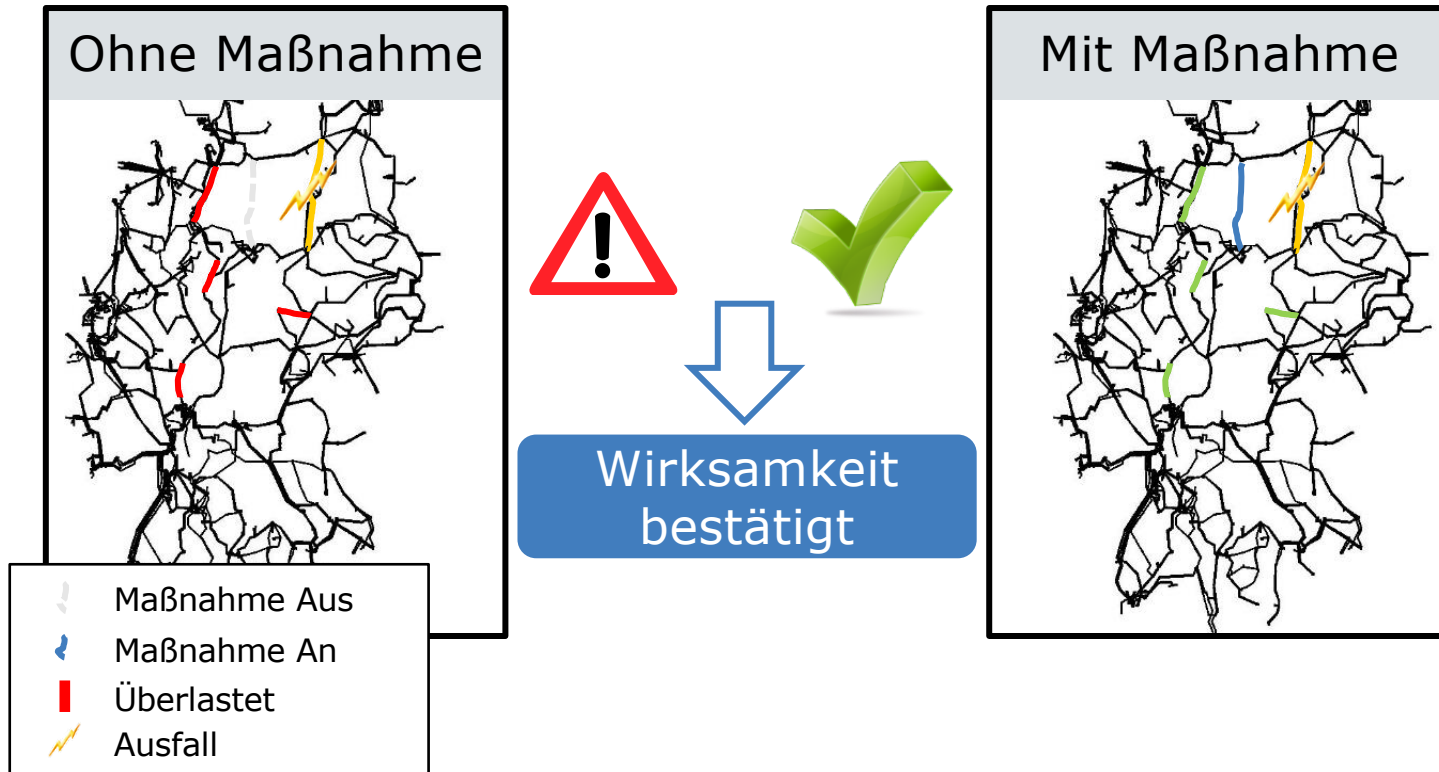 Ohne Maßnahme
Mit Maßnahme
Wirksamkeit
bestätigt
Maßnahme Aus
Maßnahme An
Überlastet
Ausfall